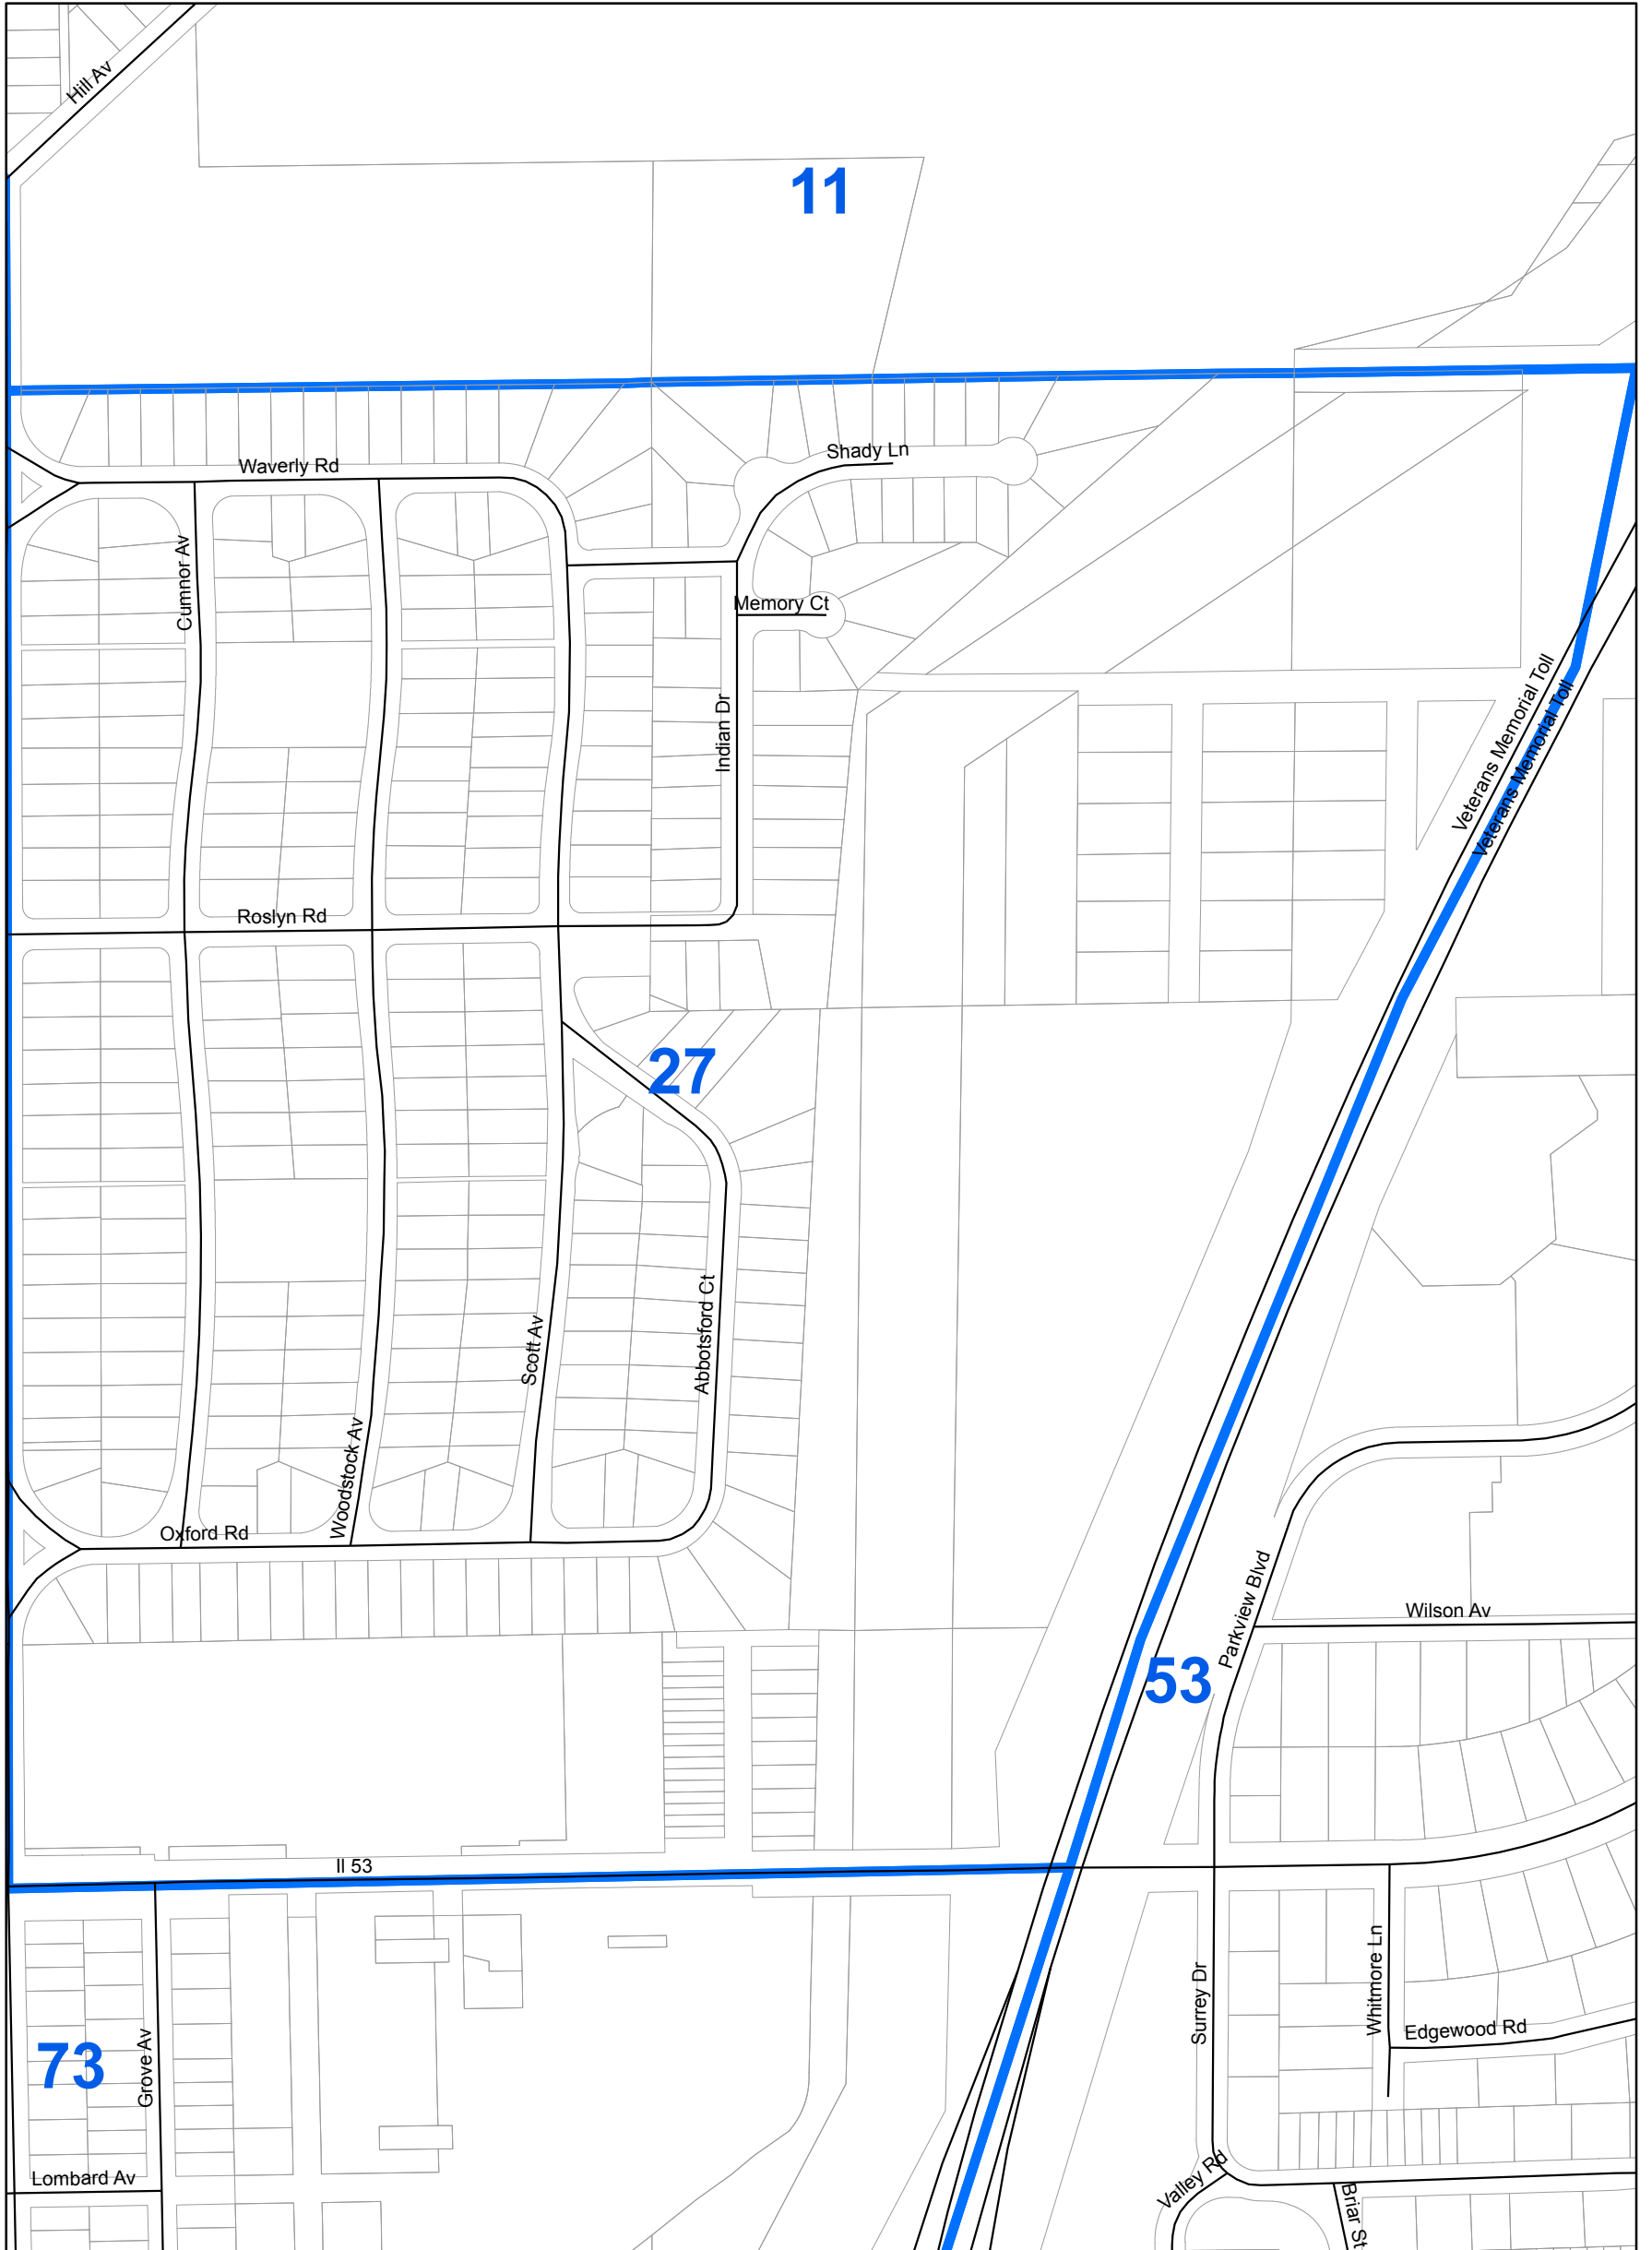 Hill Av
11
Shady Ln
Waverly Rd
Cumnor Av
Memory Ct
Indian Dr
Veterans Memorial Toll
Veterans Memorial Toll
Roslyn Rd
27
Abbotsford Ct
Scott Av
Woodstock Av
Oxford Rd
Parkview Blvd
Wilson Av
53
Il 53
Surrey Dr
Whitmore Ln
Edgewood Rd
73
Grove Av
Lombard Av
Valley Rd
Briar St